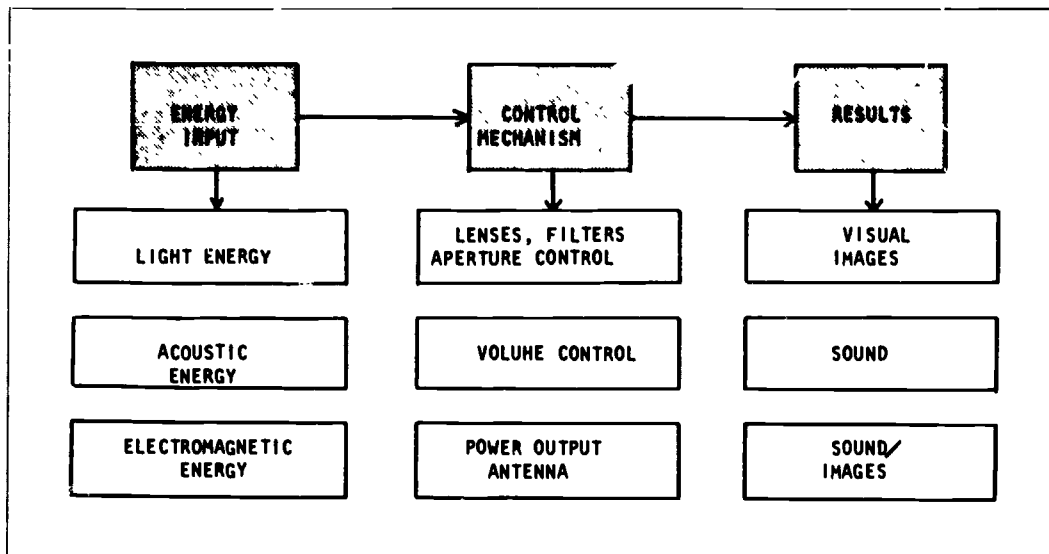 ENERGY
INPUT
CONTROL
MECHANISM
RESULTS
LIGHT ENERGY
LENSES, FILTERS
APERTURE CONTROL
VISUAL
IMAGES
ACOUSTIC
ENERGY
VOLUME CONTROL
SOUND
ELECTROMAGNETIC
ENERGY
POWER OUTPUT
ANTENNA
SOUND/
IMAGES